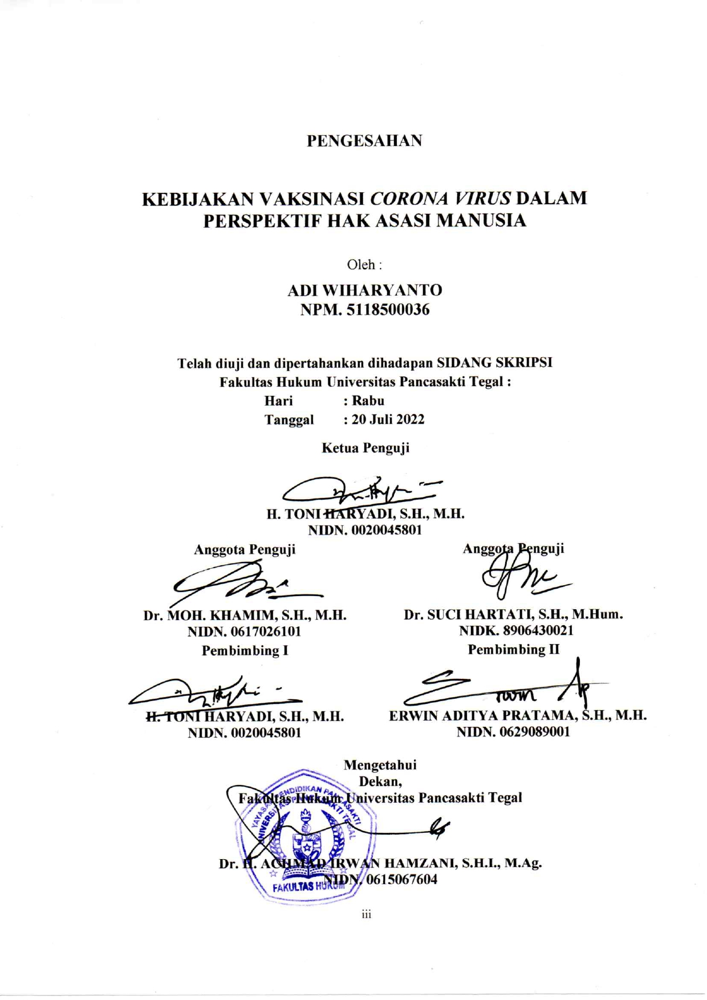 PENGESAHAN
KEBIJAKAN VAKSINASI CORONA VIRUS DALAM
PERSPEKTIF HAK ASASI MANUSIA
Oleh :
ADI WIHARYANTO
NPM. 5118500036
Telah diuji dan dipertahankan dihadapan SIDANG SKRIPSI
Fakultas Hukum Universitas Pancasakti Tegal :
Hari : Rabu
Tanggal : 20 Juli 2022
Ketua Penguji
H. TONI HARYADI, S.H., M.H.
NIDN. 0020045801
Anggota Penguji
Anggota Penguji
Dr. MOH. KHAMIM, S.H., M.H.
NIDN. 0617026101
Dr. SUCI HARTATI, S.H., M.Hum.
NIDK. 8906430021
Pembimbing I
Pembimbing II
Erwin Ap
H. TONI HARYADI, S.H., M.H.
NIDN. 0020045801
ERWIN ADITYA PRATAMA, S.H., M.H.
NIDN. 0629089001
Mengetahui
Dekan,
Fakultas Hukum Universitas Pancasakti Tegal
YAYASAN PENDIDIKAN PANCASAKTI
UNIVERSITAS PANCASAKTI TEGAL
Dr. H. ACHMAD IRWAN HAMZANI, S.H.I., M.Ag.
NIDN. 0615067604
FAKULTAS HUKUM
iii